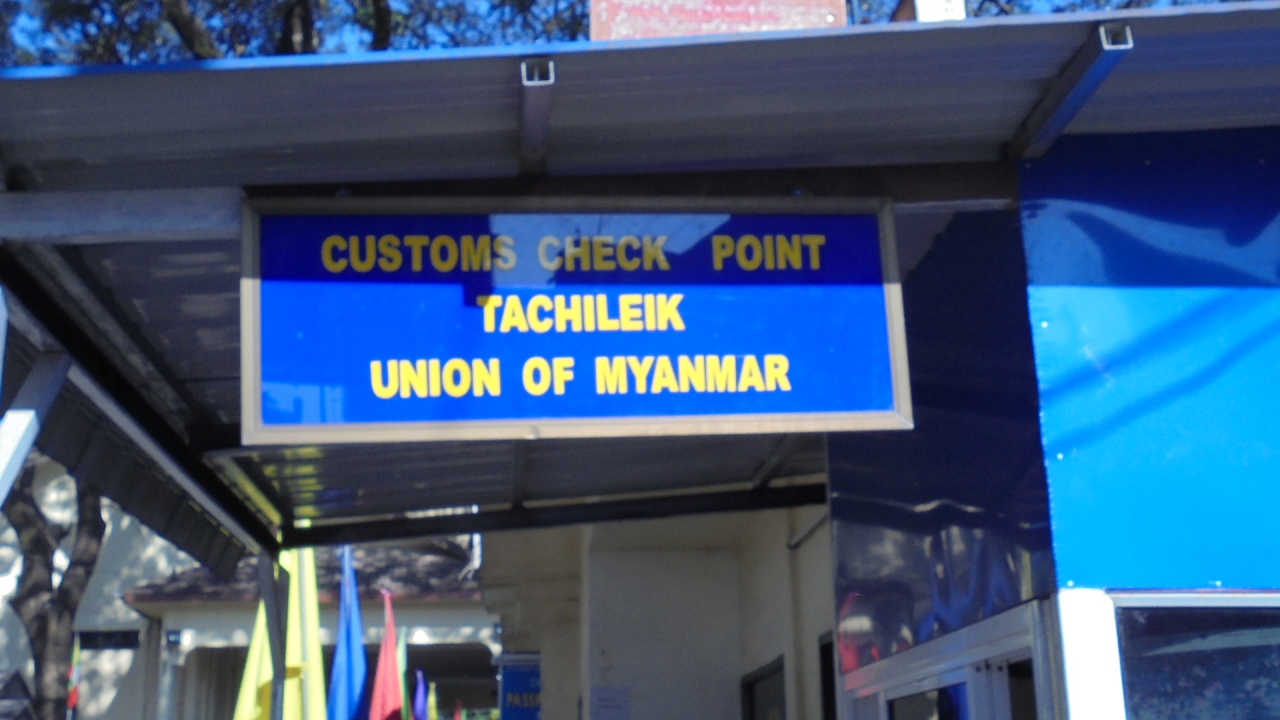 CUSTOMS CHECK POINT
TACHILEIK
UNION OF MYANMAR